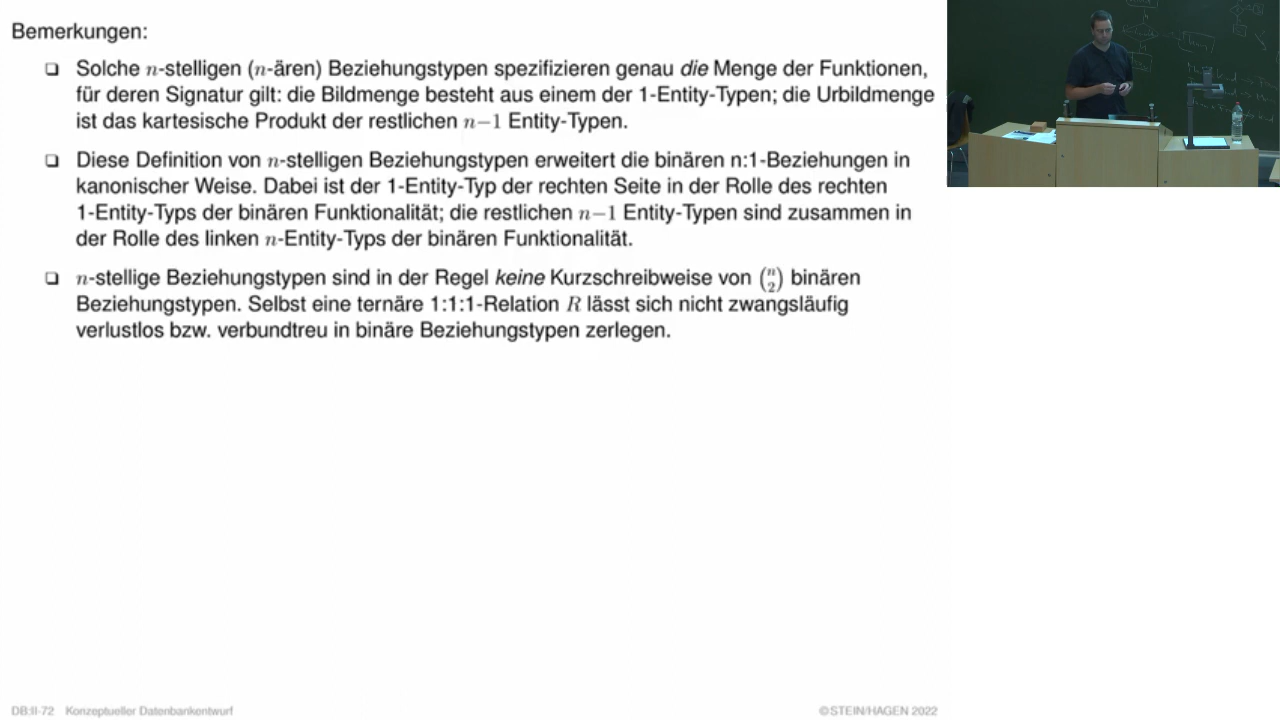 Bemerkungen:
❑ Solche n-stelligen (n-ären) Beziehungstypen spezifizieren genau die Menge der Funktionen,
für deren Signatur gilt: die Bildmenge besteht aus einem der 1-Entity-Typen; die Urbildmenge
ist das kartesische Produkt der restlichen n−1 Entity-Typen.
❑ Diese Definition von n-stelligen Beziehungstypen erweitert die binären n:1-Beziehungen in
kanonischer Weise. Dabei ist der 1-Entity-Typ der rechten Seite in der Rolle des rechten
1-Entity-Typs der binären Funktionalität; die restlichen n−1 Entity-Typen sind zusammen in
der Rolle des linken n-Entity-Typs der binären Funktionalität.
❑ n-stellige Beziehungstypen sind in der Regel keine Kurzschreibweise von (n 2) binären
Beziehungstypen. Selbst eine ternäre 1:1:1-Relation R lässt sich nicht zwangsläufig
verlustlos bzw. verbundtreu in binäre Beziehungstypen zerlegen.
DB:II-72 Konzeptueller Datenbankentwurf
©STEIN/HAGEN 2022